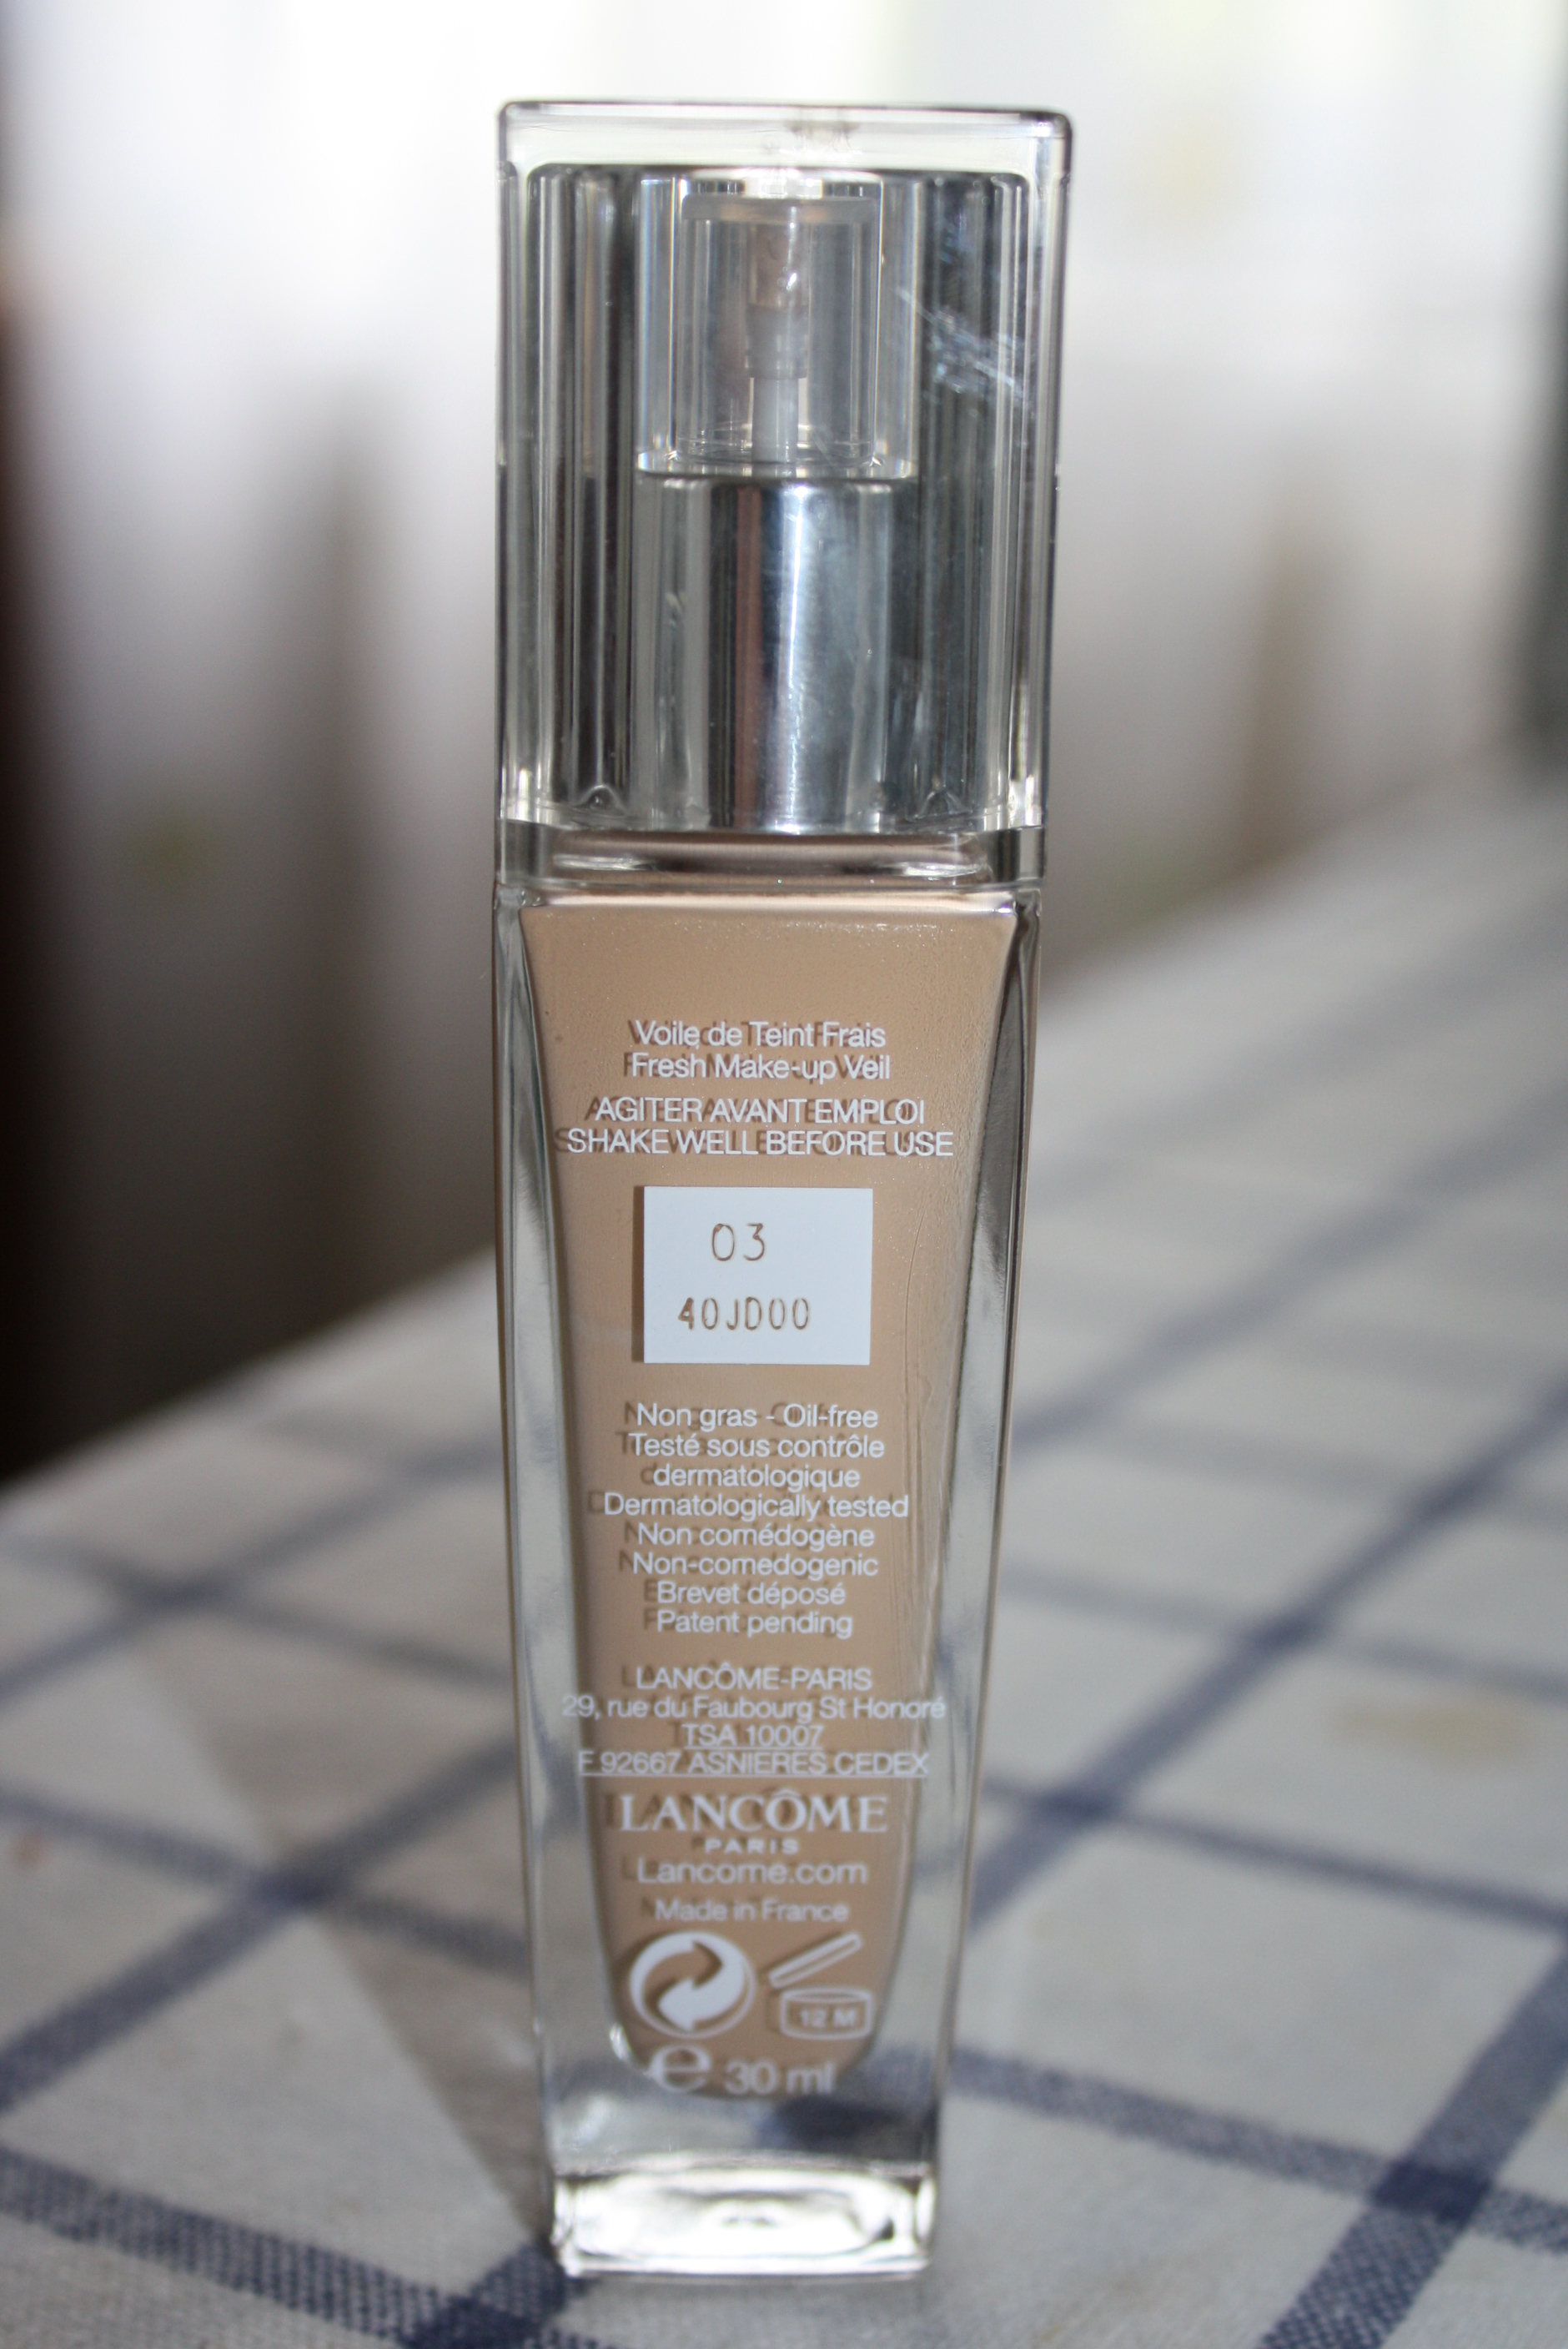 Voile de Teint Frais
Fresh Make-up Veil
AGITER AVANT EMPLOI
SHAKE WELL BEFORE USE
03
40JD00
Non gras - Oil-free
Testé sous contrôle
dermatologique
Dermatologically tested
Non comédogène
Non-comedogenic
Brevet déposé
Patent pending
LANCÔME-PARIS
29, rue du Faubourg St Honoré
TSA 10007
F 92667 ASNIERES CEDEX
LANCÔME
PARIS
Lancome.com
Made in France
12 M
e 30 ml